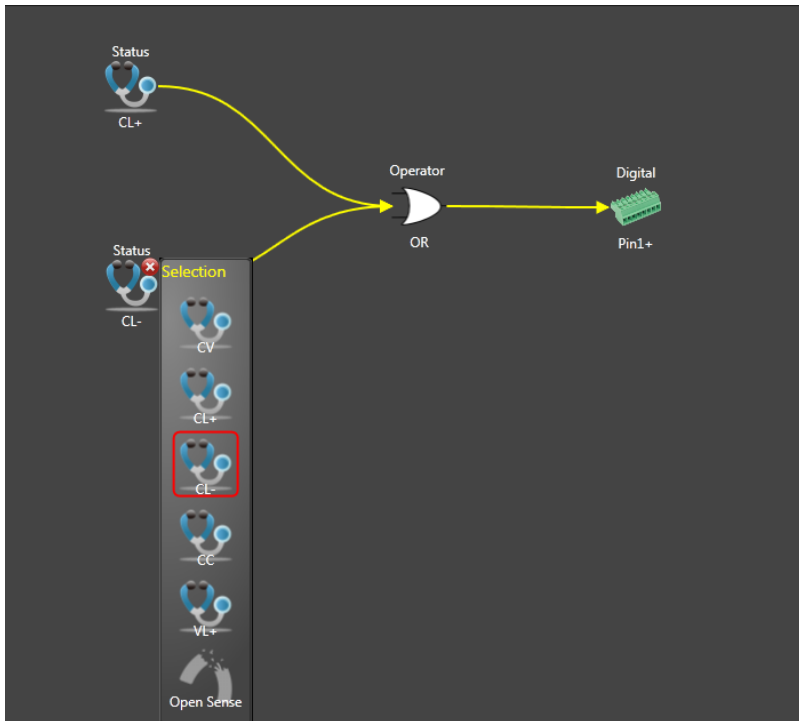 Status
CL+
Operator
OR
Digital
Pin1+
Status
CL-
Selection
CV
CL+
CL-
CC
VL+
Open Sense